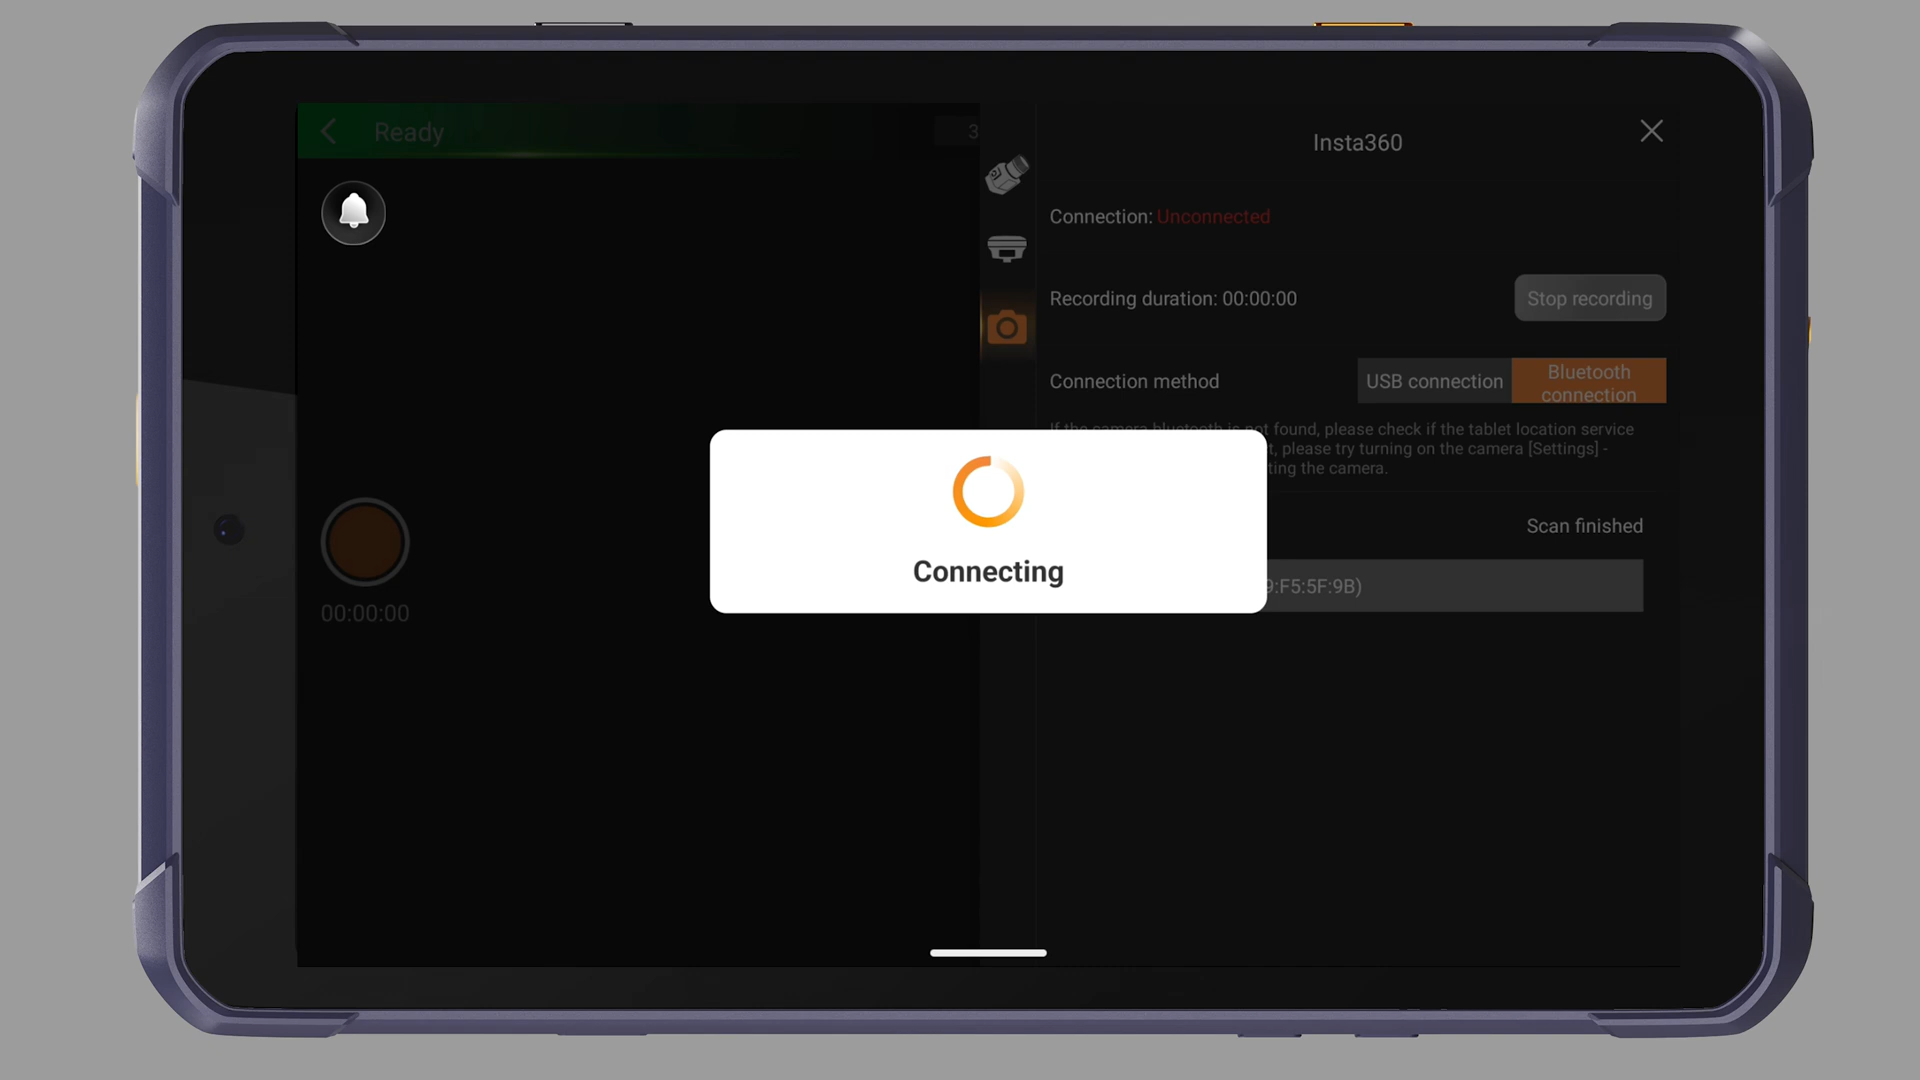 Ready
3
Insta360
Connection: Unconnected
Recording duration: 00:00:00
Stop recording
Connection method
USB connection
Bluetooth
connection
If the camera bluetooth is not found, please check if the tablet location service
t, please try turning on the camera [Settings] -
ting the camera.
Scan finished
9:F5:5F:9B)
Connecting
00:00:00